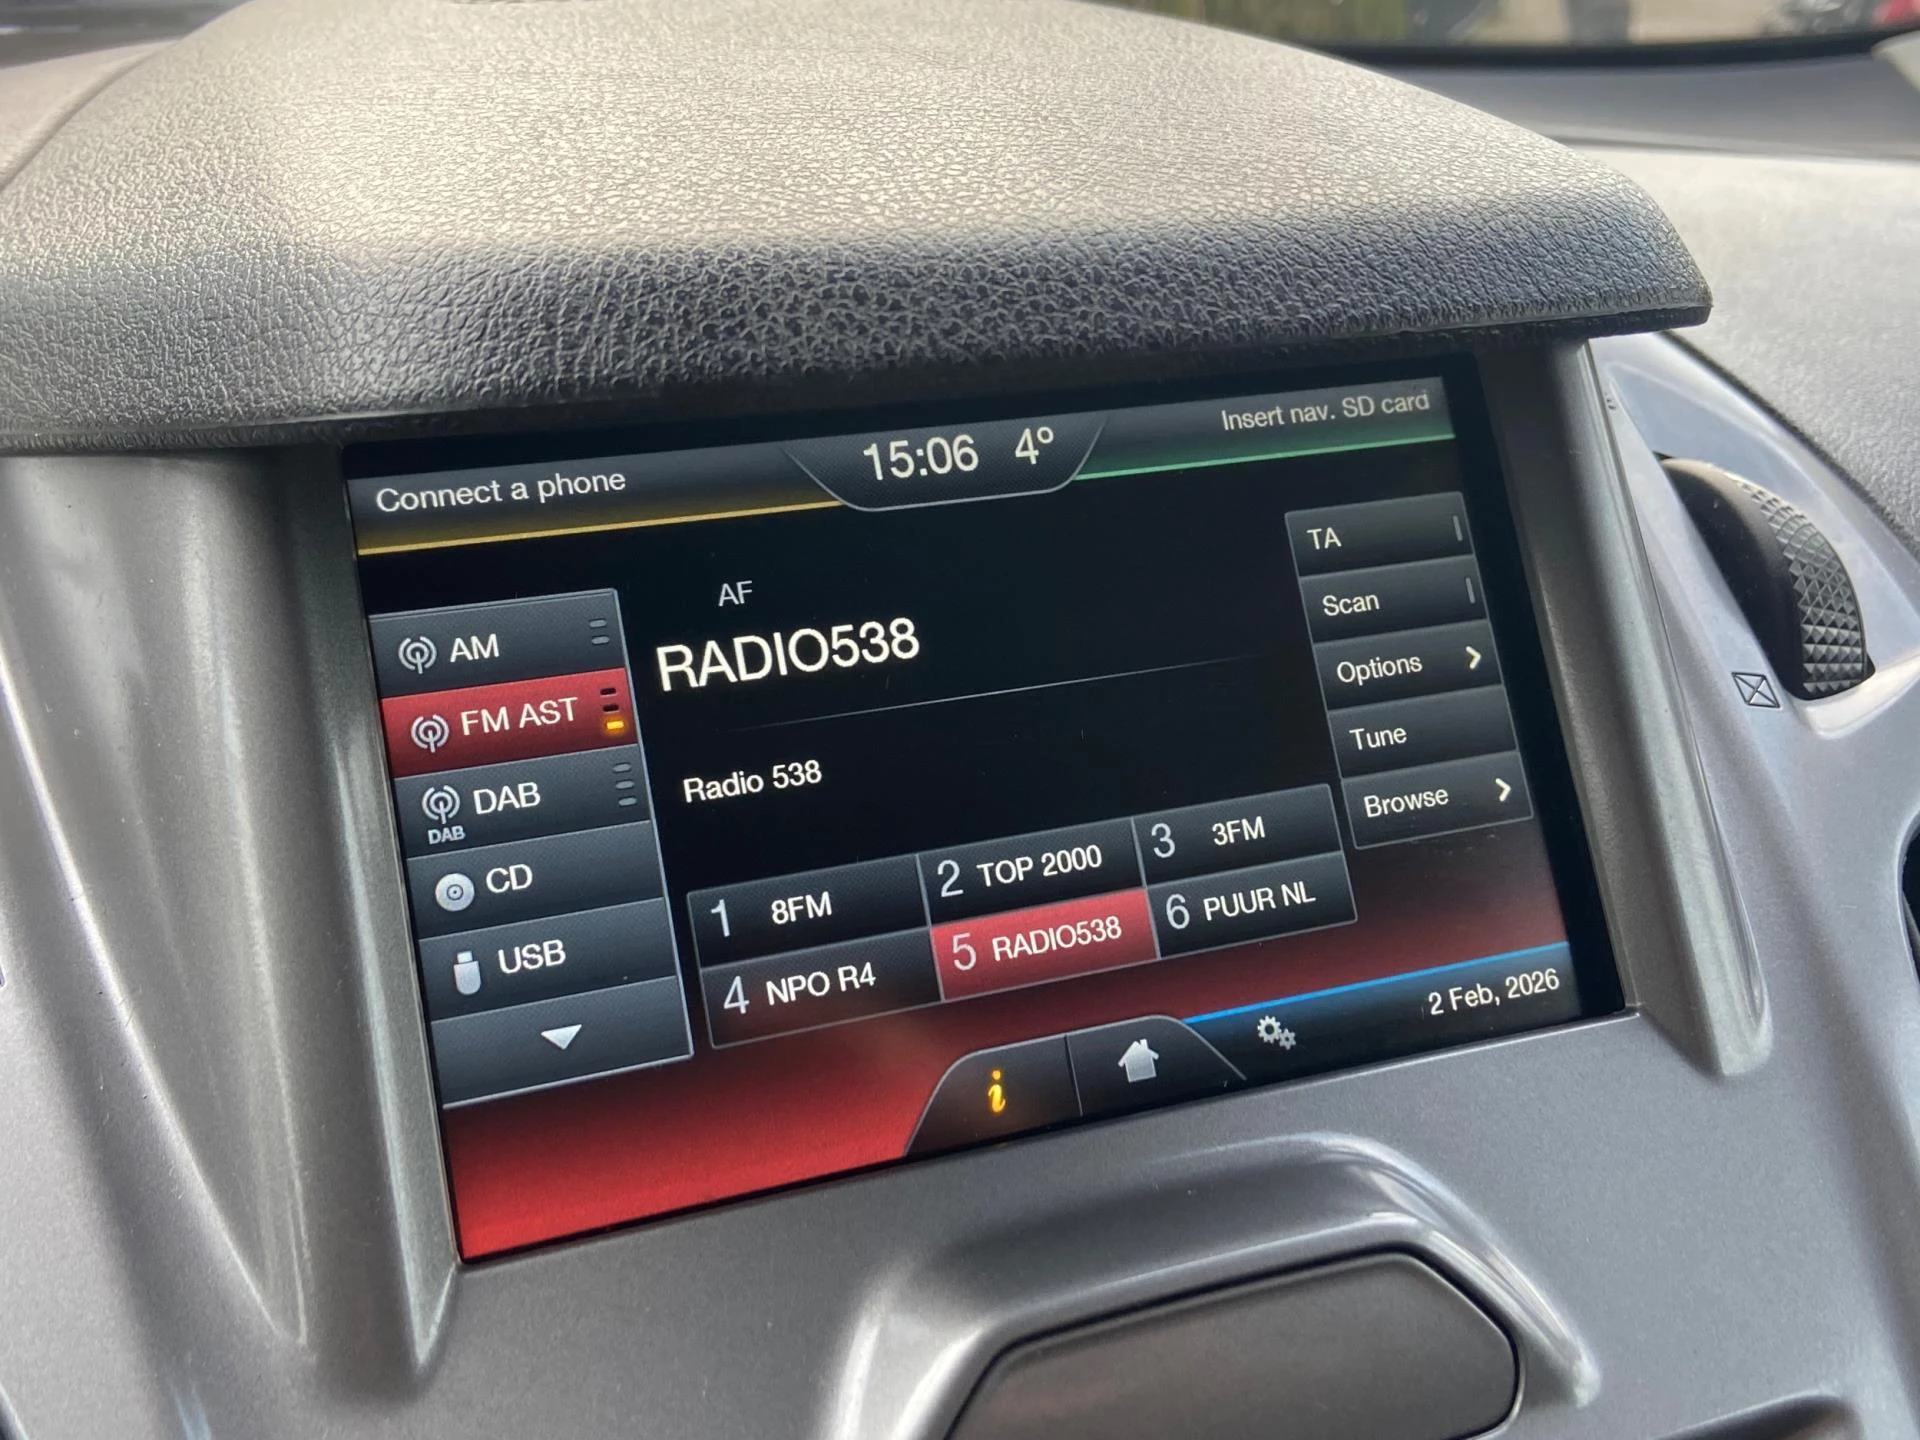 Connect a phone
15:06 4°
Insert nav. SD card
AM
FM AST
DAB
DAB
CD
USB
AF
RADIO538
Radio 538
TA
Scan
Options
Tune
Browse
1 8FM
2 TOP 2000
3 3FM
4 NPO R4
5 RADIO538
6 PUUR NL
i
2 Feb, 2026